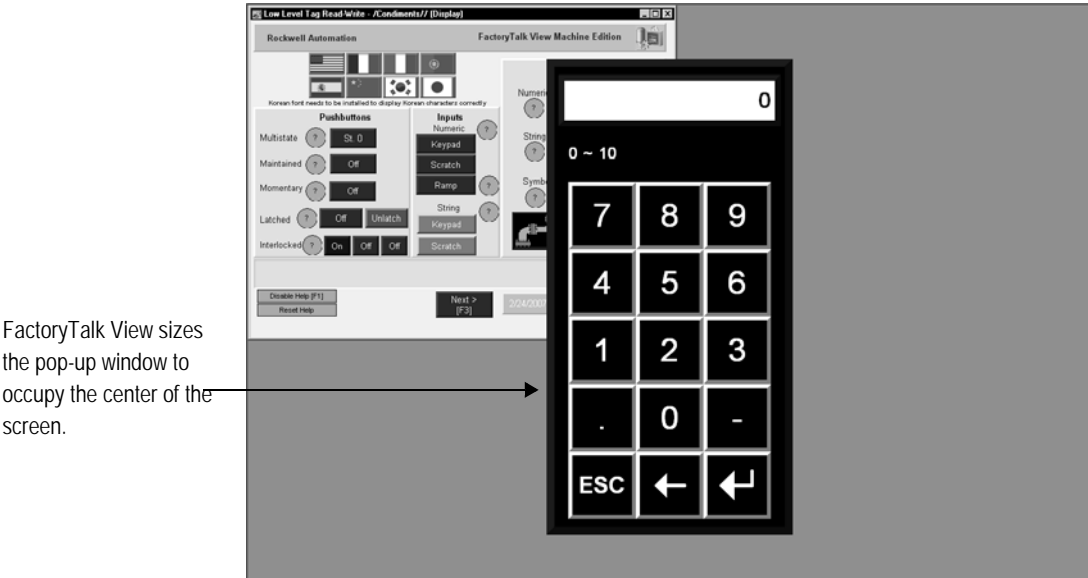 Low Level Tag Read-Write - /Condiments// (Display)
Rockwell Automation
FactoryTalk View Machine Edition
Korean font needs to be installed to display Korean characters correctly
Pushbuttons
Multistate ? St. 0
Maintained ? Off
Momentary ? Off
Latched ? Off Unlatch
Interlocked ? On Off Off
Inputs
Numeric ?
Keypad
Scratch
Ramp ?
String ?
Keypad
Scratch
Numeri
?
String
?
Symb
?
Disable Help [F1]
Reset Help
Next >
[F3]
2/24/2007
0
0 ~ 10
7 8 9
4 5 6
1 2 3
. 0 -
ESC
FactoryTalk View sizes
the pop-up window to
occupy the center of the
screen.